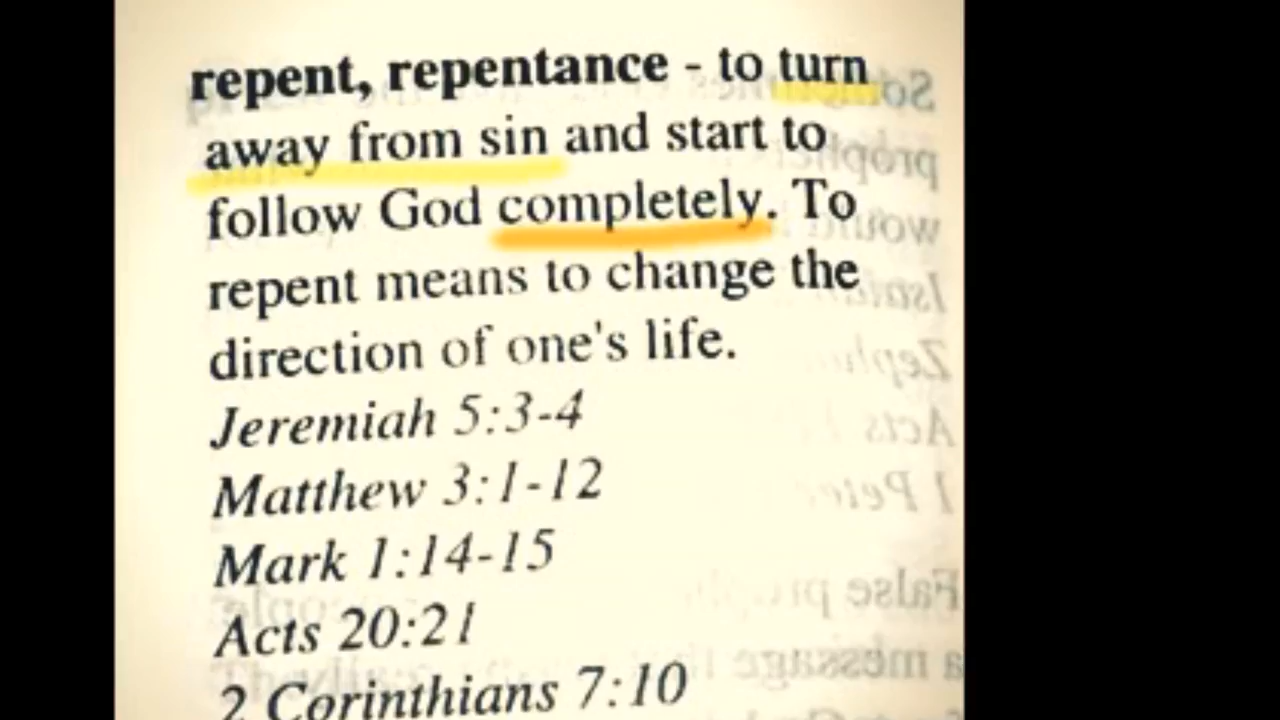 repent, repentance - to turn
away from sin and start to
follow God completely. To
repent means to change the
direction of one's life.
Jeremiah 5:3-4
Matthew 3:1-12
Mark 1:14-15
Acts 20:21
2 Corinthians 7:10